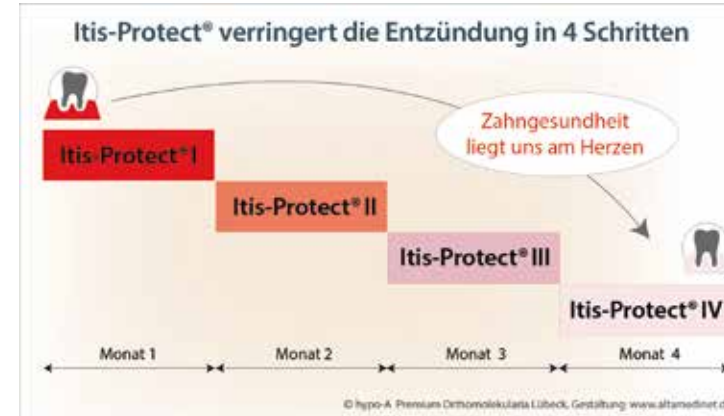 Itis-Protect® verringert die Entzündung in 4 Schritten
Zahngesundheit
liegt uns am Herzen
Itis-Protect® I
Itis-Protect® II
Itis-Protect® III
Itis-Protect® IV
Monat 1 Monat 2 Monat 3 Monat 4
© hypo-A Premium Orthomolekularia Lübeck, Gestaltung: www.altamedinet.d